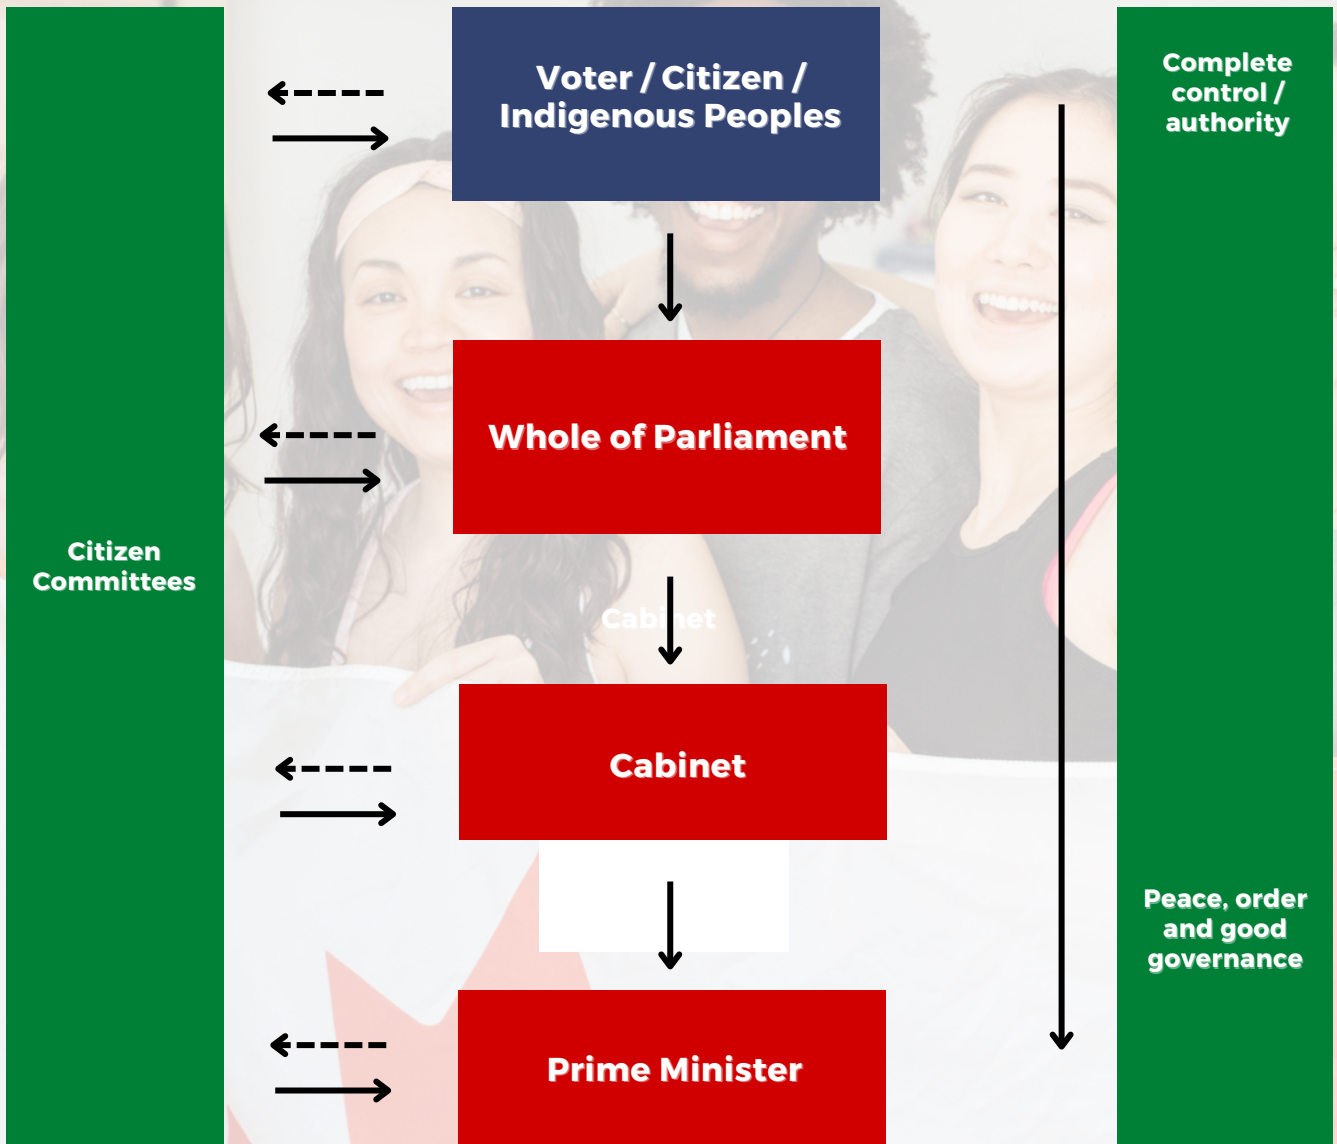 Voter / Citizen /
Indigenous Peoples
Complete
control /
authority
Whole of Parliament
Citizen
Committees
Cabinet
Cabinet
Peace, order
and good
governance
Prime Minister